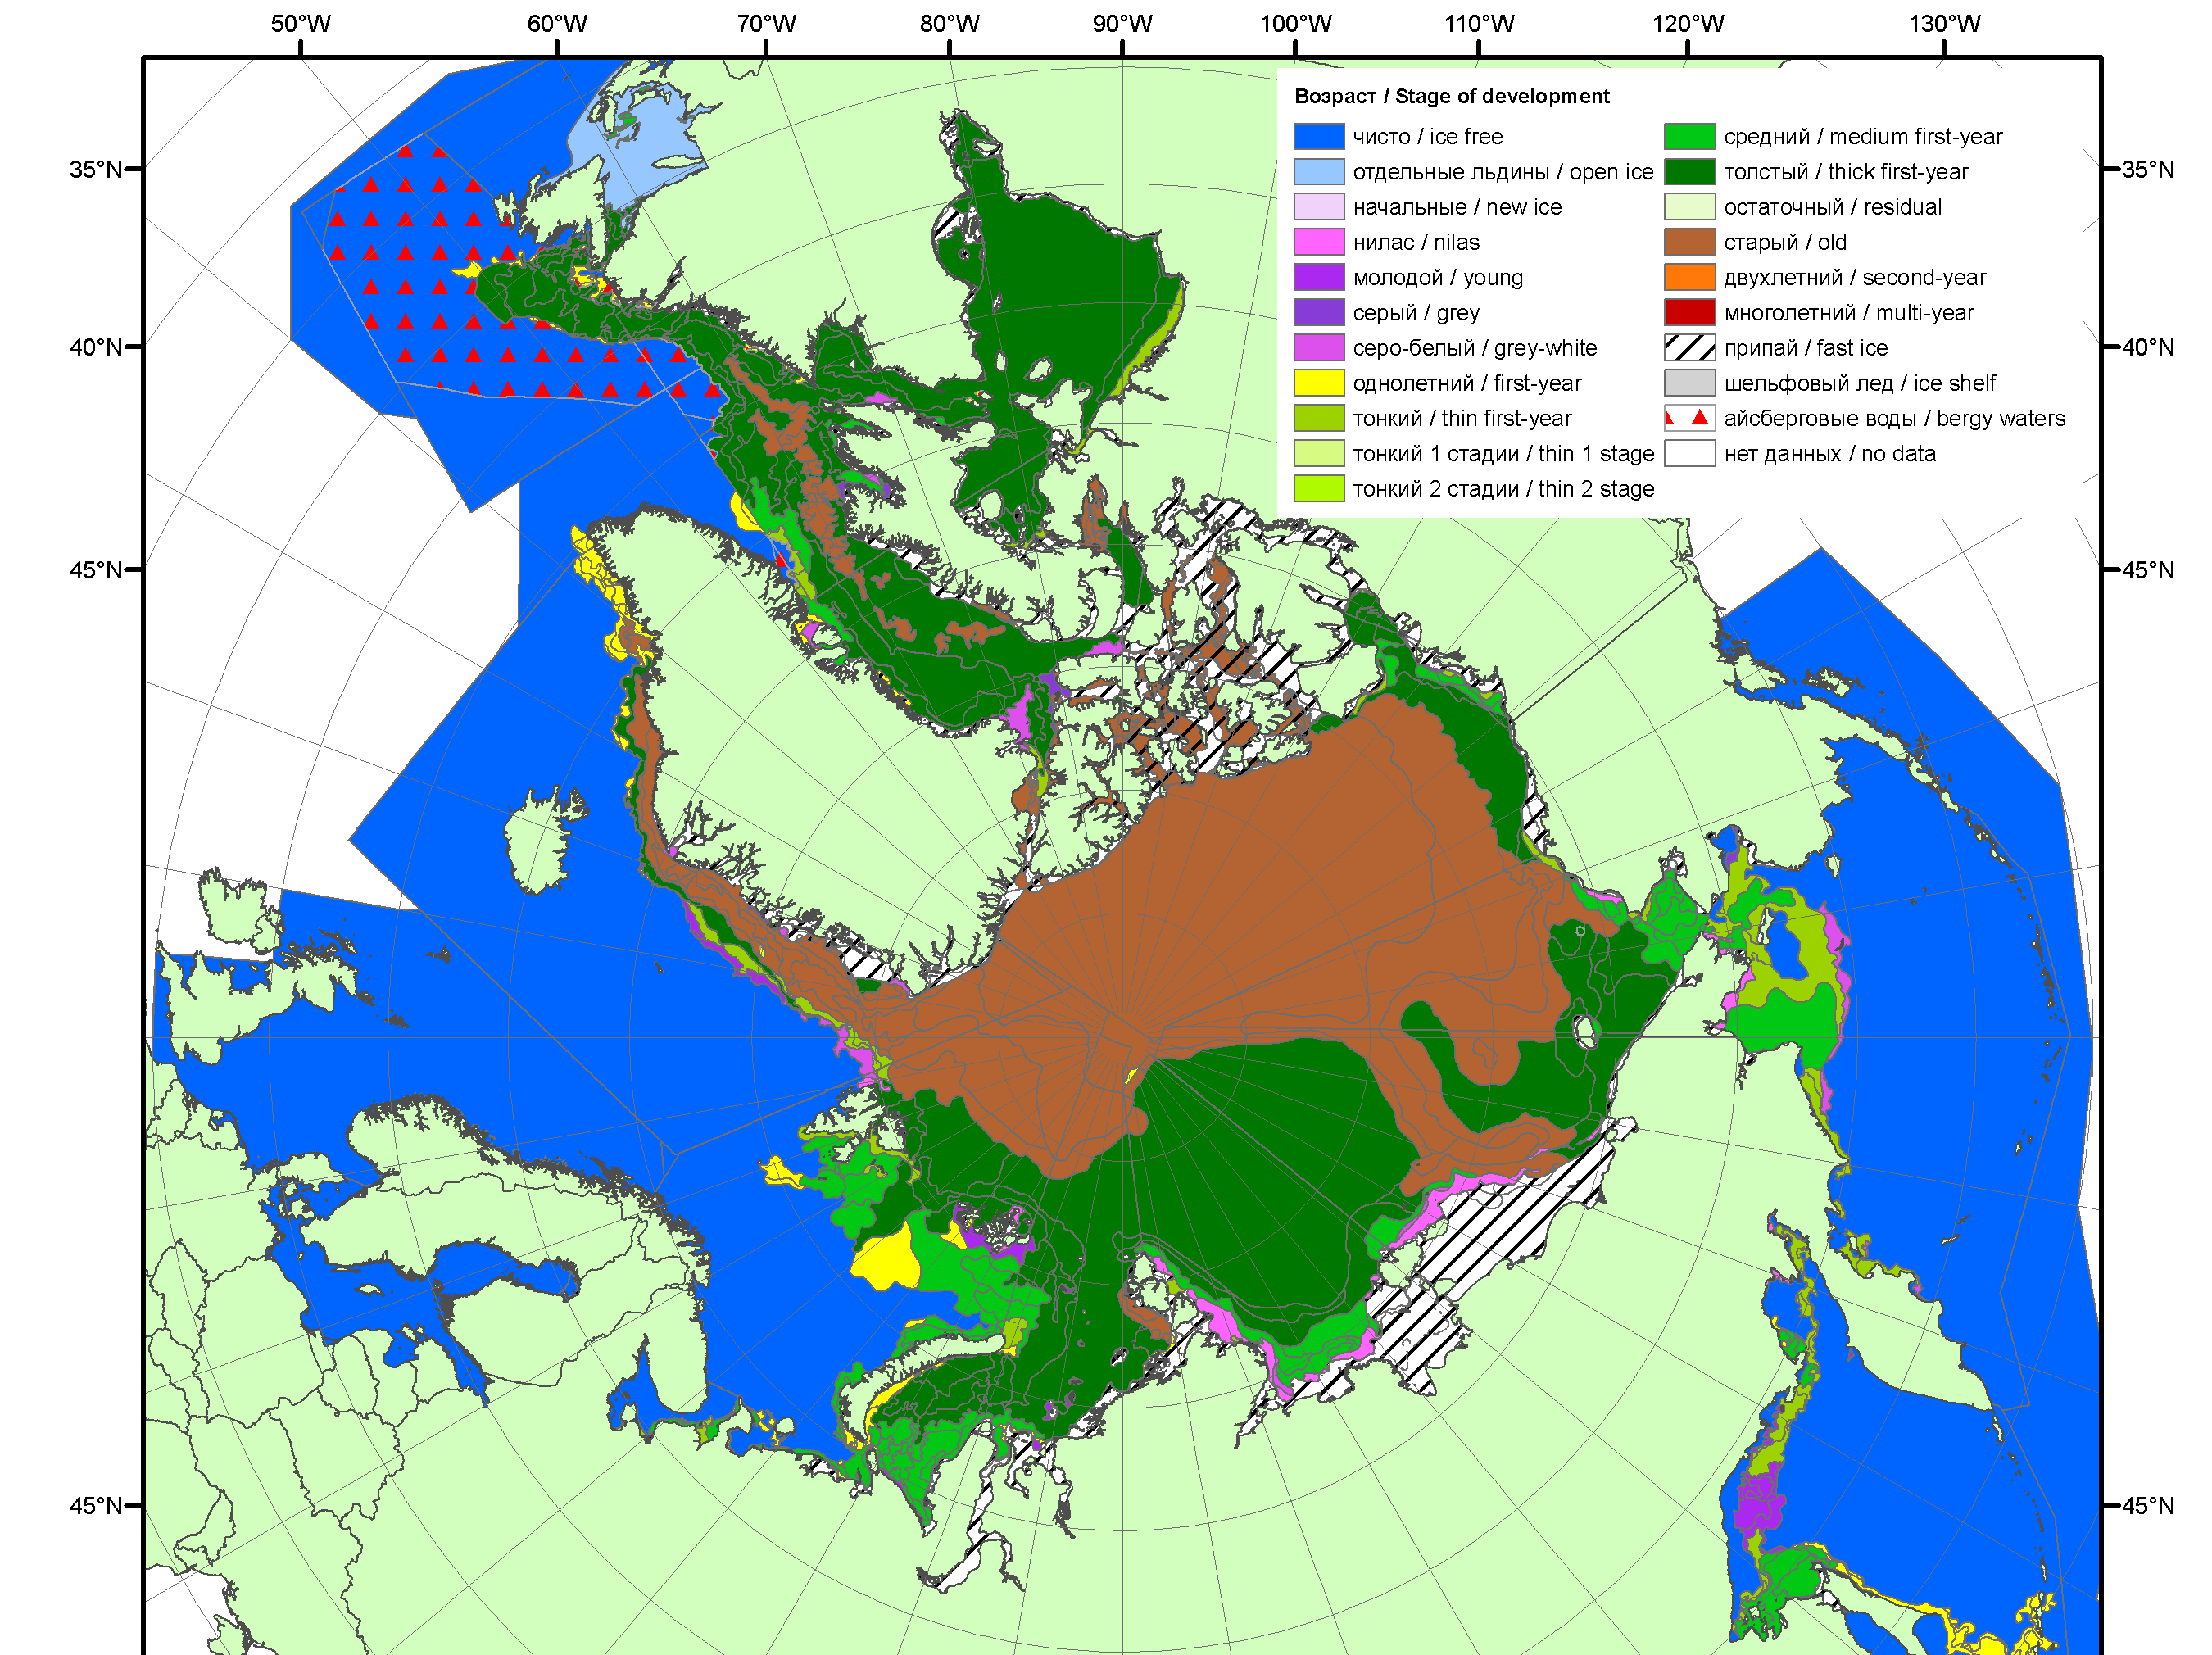 50°W 60°W 70°W 80°W 90°W 100°W 110°W 120°W 130°W
Возраст / Stage of development
чисто / ice free
отдельные льдины / open ice
начальные / new ice
нилас / nilas
молодой / young
серый / grey
серо-белый / grey-white
однолетний / first-year
тонкий / thin first-year
тонкий 1 стадии / thin 1 stage
тонкий 2 стадии / thin 2 stage
средний / medium first-year
толстый / thick first-year
остаточный / residual
старый / old
двухлетний / second-year
многолетний / multi-year
припай / fast ice
шельфовый лед / ice shelf
айсберговые воды / bergy waters
нет данных / no data
35°N 35°N
40°N 40°N
45°N 45°N
45°N 45°N